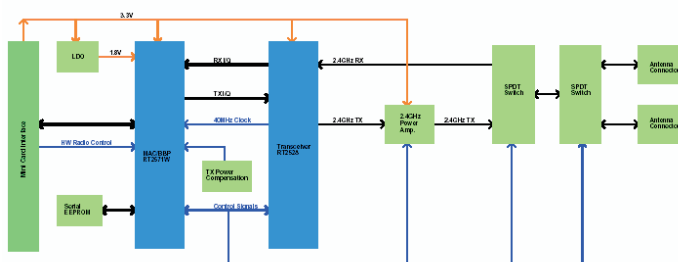 3.3V
LDO
1.8V
RX I/Q
2.4GHz RX
SPDT
Switch
SPDT
Switch
Antenna
Connector
TX I/Q
Mini Card Interface
40MHz Clock
2.4GHz TX
2.4GHz
Power
Amp.
2.4GHz TX
Antenna
Connector
HW Radio Control
MAC/BBP
RT2571W
Transceiver
RT2528
TX Power
Compensation
Serial
EEPROM
Control Signals